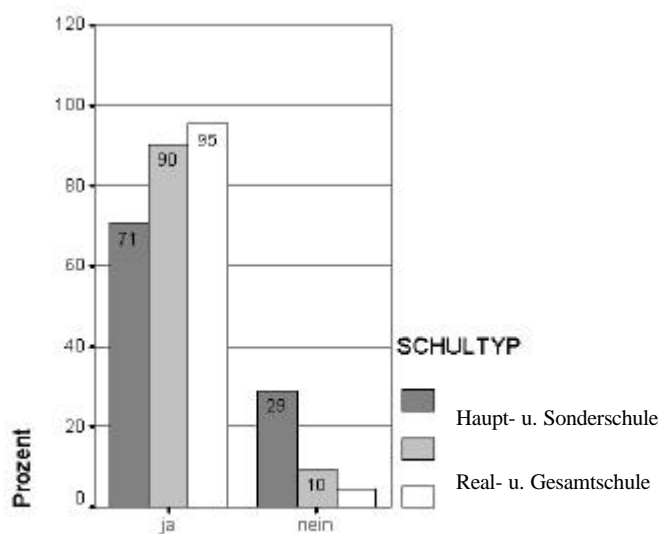 120
100
80
60
40
20
0
Prozent
71
90
95
29
10
ja
nein
SCHULTYP
Haupt- u. Sonderschule
Real- u. Gesamtschule